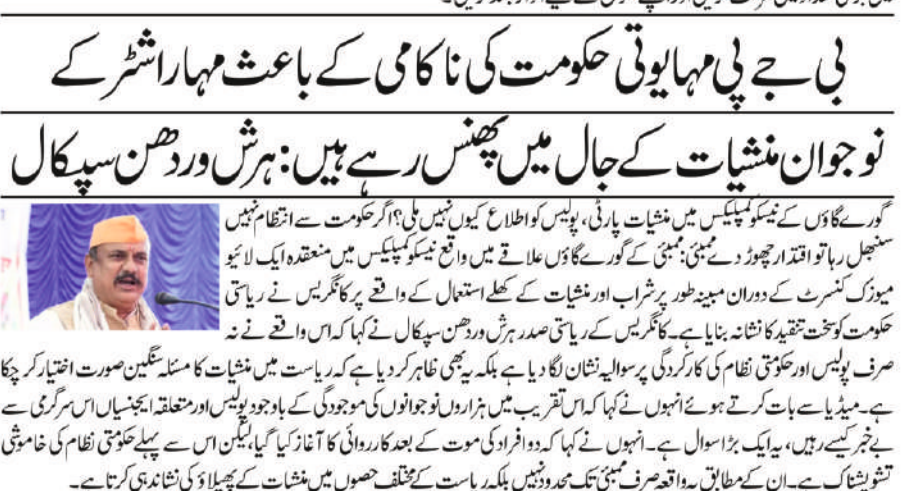 بی جے پی مہایوتی حکومت کی ناکامی کے باعث مہاراشٹر کے
نوجوان منشیات کے جال میں پھنس رہے ہیں: ہرش وردھن سپکال
گورے گاؤں کے نیسکو کمپلیکس میں منشیات پارٹی، پولیس کو اطلاع کیوں نہیں ملی؟ اگر حکومت سے انتظام نہیں
سنبھل رہا تو اقتدار چھوڑ دے ممبئی: ممبئی کے گورے گاؤں علاقے میں واقع نیسکو کمپلیکس میں منعقدہ ایک لائیو
میوزک کنسرٹ کے دوران مبینہ طور پر شراب اور منشیات کے کھلے استعمال کے واقعے پر کانگریس نے ریاستی
حکومت کو سخت تنقید کا نشانہ بنایا ہے۔ کانگریس کے ریاستی صدر ہرش وردھن سپکال نے کہا کہ اس واقعے نے نہ
صرف پولیس اور حکومتی نظام کی کارکردگی پر سوالیہ نشان لگا دیا ہے بلکہ یہ بھی ظاہر کر دیا ہے کہ ریاست میں منشیات کا مسئلہ سنگین صورت اختیار کر چکا
ہے۔ میڈیا سے بات کرتے ہوئے انہوں نے کہا کہ اس تقریب میں ہزاروں نوجوانوں کی موجودگی کے باوجود پولیس اور متعلقہ ایجنسیاں اس سرگرمی سے
بے خبر کیسے رہیں، یہ ایک بڑا سوال ہے۔ انہوں نے کہا کہ دو افراد کی موت کے بعد کارروائی کا آغاز کیا گیا، لیکن اس سے پہلے حکومتی نظام کی خاموشی
تشویشناک ہے۔ ان کے مطابق یہ واقعہ صرف ممبئی تک محدود نہیں بلکہ ریاست کے مختلف حصوں میں منشیات کے پھیلاؤ کی نشاندہی کرتا ہے۔